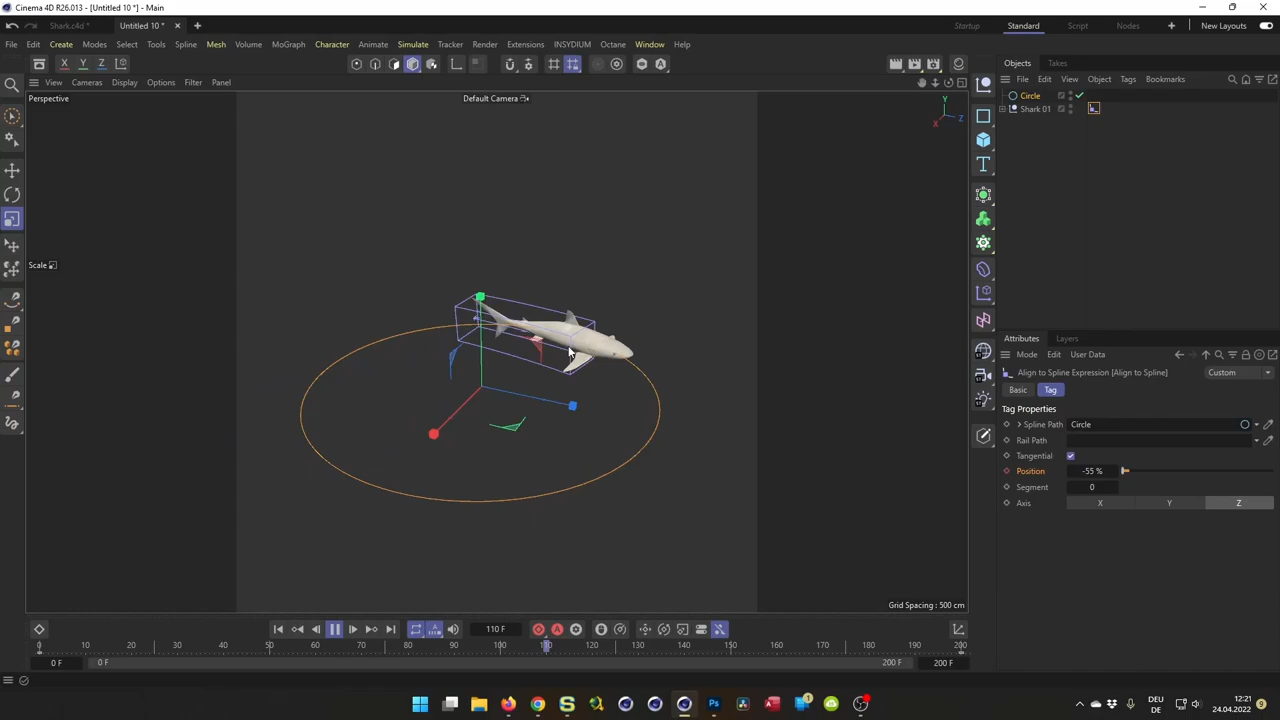 Cinema 4D R26.013 - [Untitled 10 *] - Main
Shark.c4d *
Untitled 10 *
Startup
Standard
Script
Nodes
New Layouts
File Edit Create Modes Select Tools Spline Mesh Volume MoGraph Character Animate Simulate Tracker Render Extensions INSYDIUM Octane Window Help
X Y Z
View Cameras Display Options Filter Panel
Perspective
Default Camera
Y
X
Z
Scale
Grid Spacing : 500 cm
Objects Takes
File Edit View Object Tags Bookmarks
Circle
Shark 01
Attributes Layers
Mode Edit User Data
Align to Spline Expression [Align to Spline]
Custom
Basic Tag
Tag Properties
Spline Path Circle
Rail Path
Tangential
Position -55 %
Segment 0
Axis X Y Z
110 F
0 10 20 30 40 50 60 70 80 90 100 110 120 130 140 150 160 170 180 190 200
0 F 0 F 200 F 200 F
DEU
DE
12:21
24.04.2022